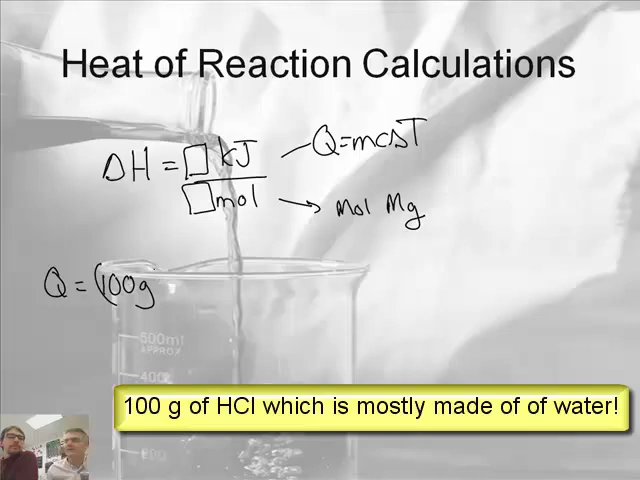 Heat of Reaction Calculations
ΔH = □ kJ
□ mol
Q=mcΔT
→ mol Mg
Q = (100g
500ml
APPROX
400
100 g of HCl which is mostly made of of water!